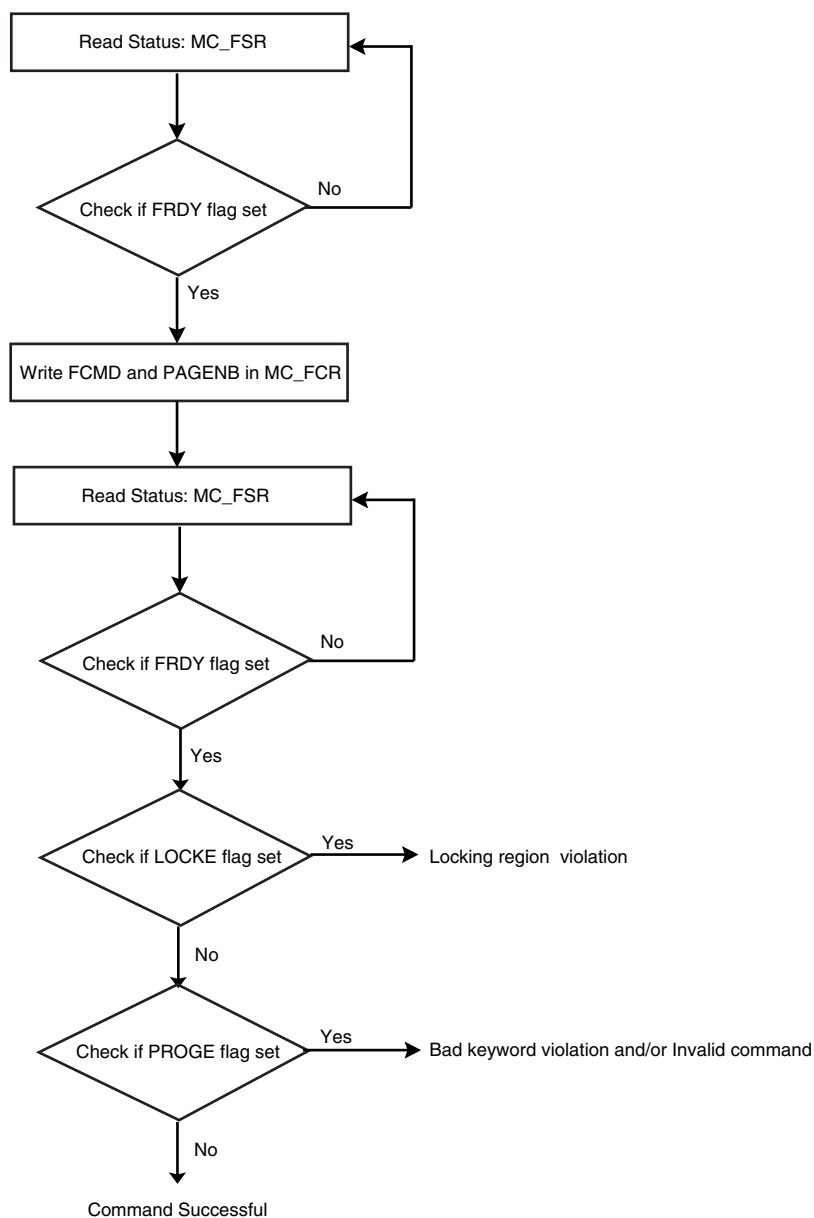 Read Status: MC_FSR
No
Check if FRDY flag set
Yes
Write FCMD and PAGENB in MC_FCR
Read Status: MC_FSR
No
Check if FRDY flag set
Yes
Check if LOCKE flag set
Yes
Locking region violation
No
Check if PROGE flag set
Yes
Bad keyword violation and/or Invalid command
No
Command Successful